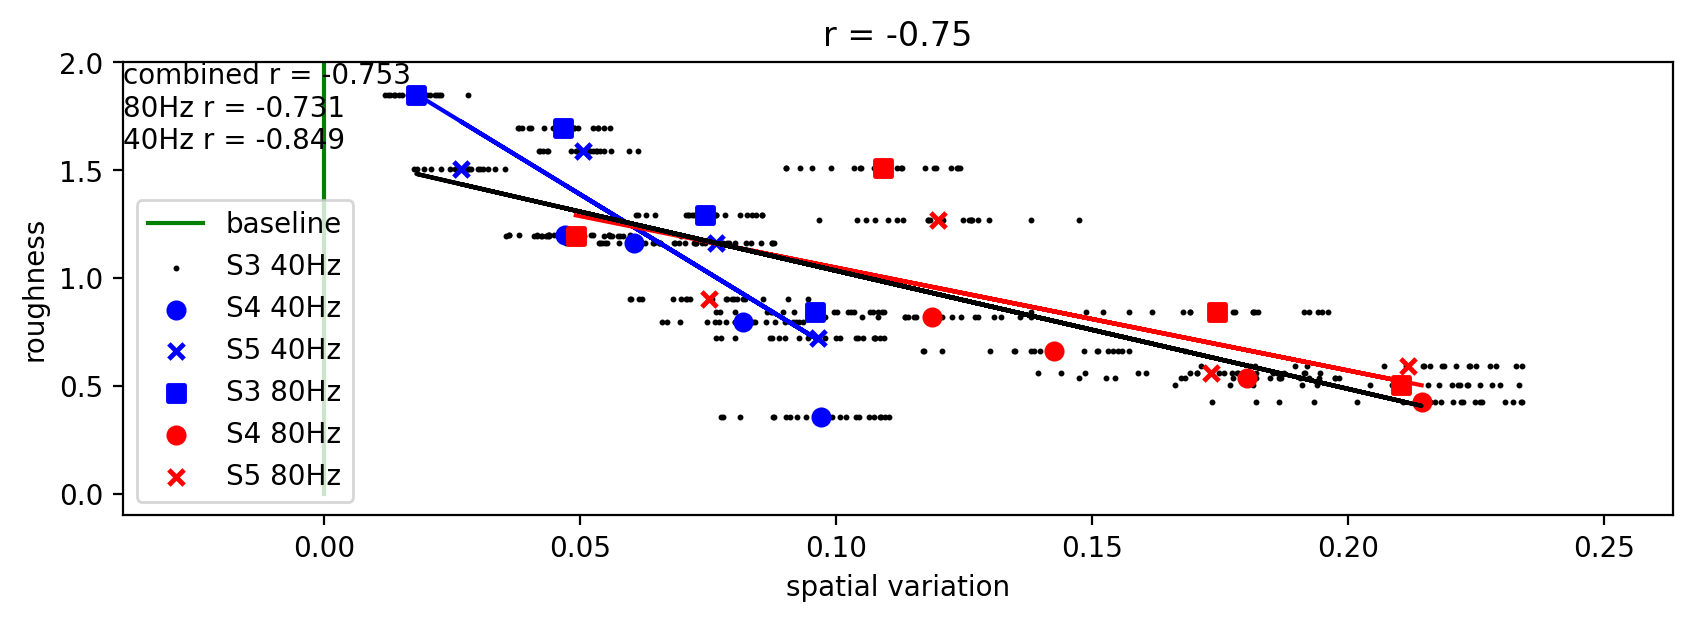 r = -0.75
combined r = -0.753
80Hz r = -0.731
40Hz r = -0.849
baseline
S3 40Hz
S4 40Hz
S5 40Hz
S3 80Hz
S4 80Hz
S5 80Hz
roughness
2.0
1.5
1.0
0.5
0.0
0.00 0.05 0.10 0.15 0.20 0.25
spatial variation